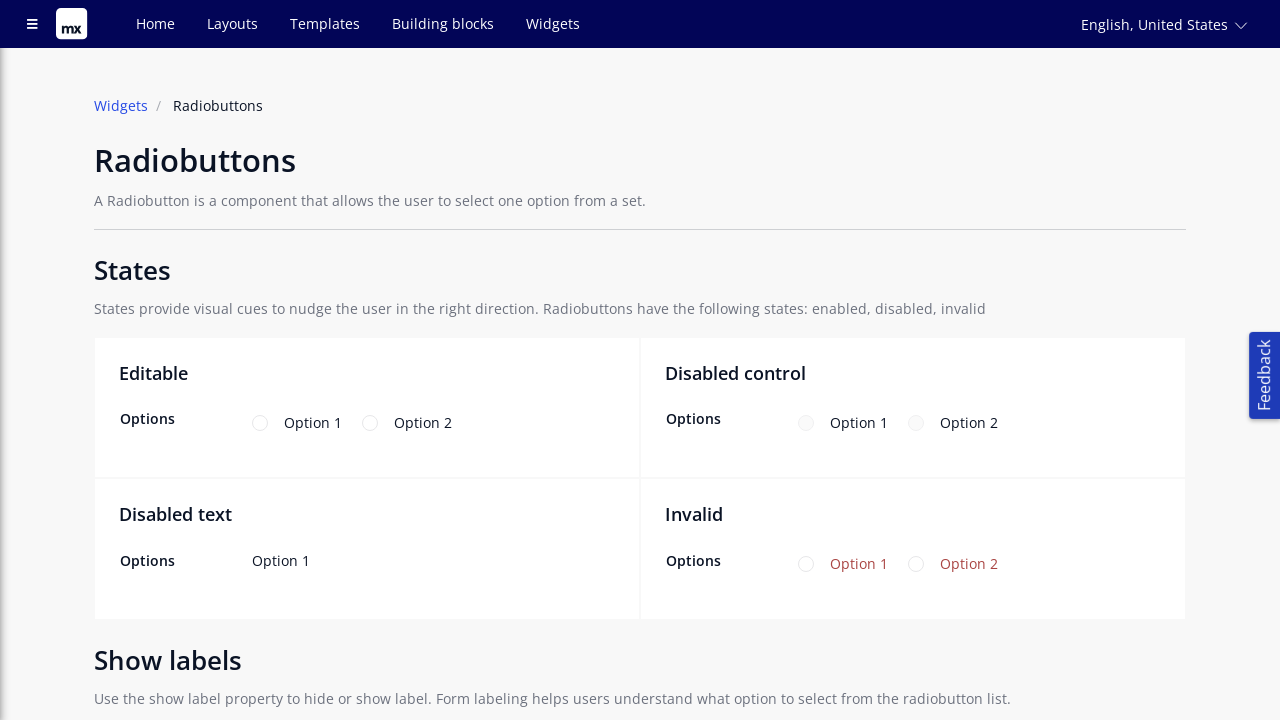 mx Home Layouts Templates Building blocks Widgets English, United States
Widgets / Radiobuttons
Radiobuttons
A Radiobutton is a component that allows the user to select one option from a set.
States
States provide visual cues to nudge the user in the right direction. Radiobuttons have the following states: enabled, disabled, invalid
Editable
Options Option 1 Option 2
Disabled control
Options Option 1 Option 2
Disabled text
Options Option 1
Invalid
Options Option 1 Option 2
Feedback
Show labels
Use the show label property to hide or show label. Form labeling helps users understand what option to select from the radiobutton list.